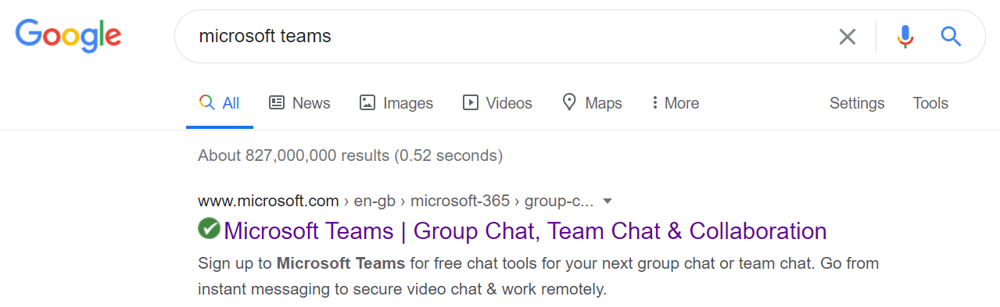 Google
microsoft teams
All News Images Videos Maps More Settings Tools
About 827,000,000 results (0.52 seconds)
www.microsoft.com › en-gb › microsoft-365 › group-c...
Microsoft Teams | Group Chat, Team Chat & Collaboration
Sign up to Microsoft Teams for free chat tools for your next group chat or team chat. Go from
instant messaging to secure video chat & work remotely.